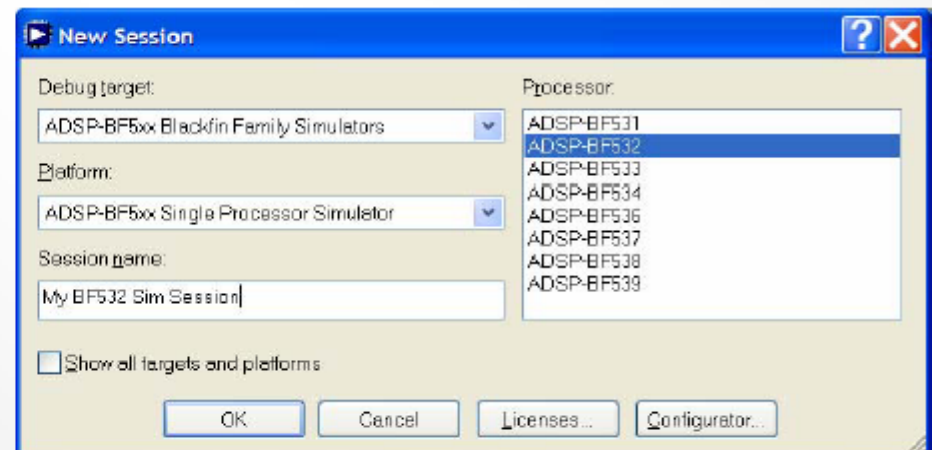 New Session
Debug target:
ADSP-BF5xx Blackfin Family Simulators
Platform:
ADSP-BF5xx Single Processor Simulator
Session name:
My BF532 Sim Session
Show all targets and platforms
Processor:
ADSP-BF531
ADSP-BF532
ADSP-BF533
ADSP-BF534
ADSP-BF536
ADSP-BF537
ADSP-BF538
ADSP-BF539
OK
Cancel
Licenses...
Configurator...